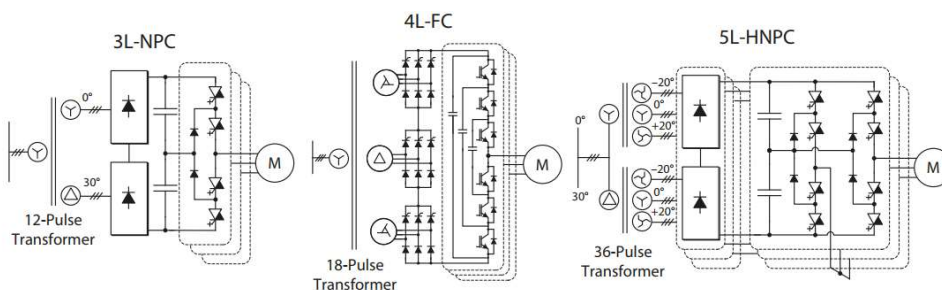 3L-NPC
0°
30°
12-Pulse
Transformer
M
4L-FC
18-Pulse
Transformer
M
5L-HNPC
0°
30°
−20°
0°
+20°
−20°
0°
+20°
36-Pulse
Transformer
M